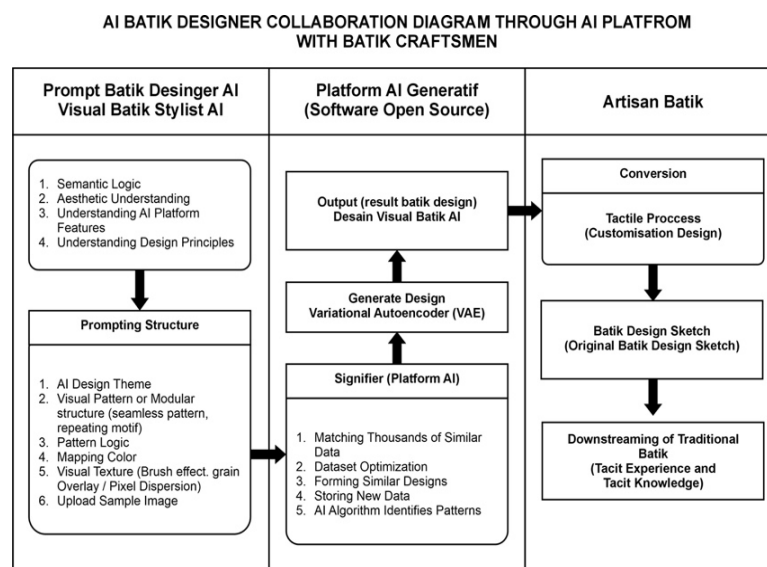 AI BATIK DESIGNER COLLABORATION DIAGRAM THROUGH AI PLATFROM
WITH BATIK CRAFTSMEN
Prompt Batik Desinger AI
Visual Batik Stylist AI
1. Semantic Logic
2. Aesthetic Understanding
3. Understanding AI Platform
Features
4. Understanding Design Principles
Prompting Structure
1. AI Design Theme
2. Visual Pattern or Modular
structure (seamless pattern,
repeating motif)
3. Pattern Logic
4. Mapping Color
5. Visual Texture (Brush effect. grain
Overlay / Pixel Dispersion)
6. Upload Sample Image
Platform AI Generatif
(Software Open Source)
Output (result batik design)
Desain Visual Batik AI
Generate Design
Variational Autoencoder (VAE)
Signifier (Platform AI)
1. Matching Thousands of Similar
Data
2. Dataset Optimization
3. Forming Similar Designs
4. Storing New Data
5. AI Algorithm Identifies Patterns
Artisan Batik
Conversion
Tactile Proccess
(Customisation Design)
Batik Design Sketch
(Original Batik Design Sketch)
Downstreaming of Traditional
Batik
(Tacit Experience and
Tacit Knowledge)